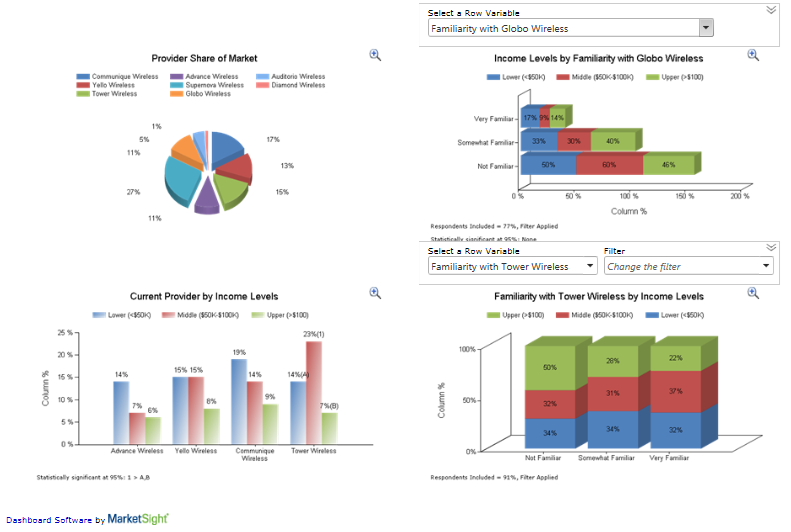 Select a Row Variable
Familiarity with Globo Wireless
Provider Share of Market
Communique Wireless Advance Wireless Auditorio Wireless
Yello Wireless Supernova Wireless Diamond Wireless
Tower Wireless Globo Wireless
1%
5%
11%
27%
11%
17%
13%
15%
Income Levels by Familiarity with Globo Wireless
Lower (<$50K) Middle ($50K-$100K) Upper (>$100)
Very Familiar 17% 9% 14%
Somewhat Familiar 33% 30% 40%
Not Familiar 50% 60% 46%
0 % 50 % 100 % 150 % 200 %
Column %
Respondents Included = 77%, Filter Applied
Statistically significant at 95%: None
Select a Row Variable Filter
Familiarity with Tower Wireless Change the filter
Current Provider by Income Levels
Lower (<$50K) Middle ($50K-$100K) Upper (>$100)
Column %
25 %
20 %
15 %
10 %
5 %
0 %
14% 7% 6%
15% 15% 8%
19% 14% 9%
14%(A) 23%(1) 7%(B)
Advance Wireless Yello Wireless Communique Wireless Tower Wireless
Statistically significant at 95%: 1 > A,B
Familiarity with Tower Wireless by Income Levels
Upper (>$100) Middle ($50K-$100K) Lower (<$50K)
Column %
100%
50%
0%
50% 26% 22%
32% 31% 37%
34% 34% 32%
Not Familiar Somewhat Familiar Very Familiar
Respondents Included = 91%, Filter Applied
Dashboard Software by MarketSight